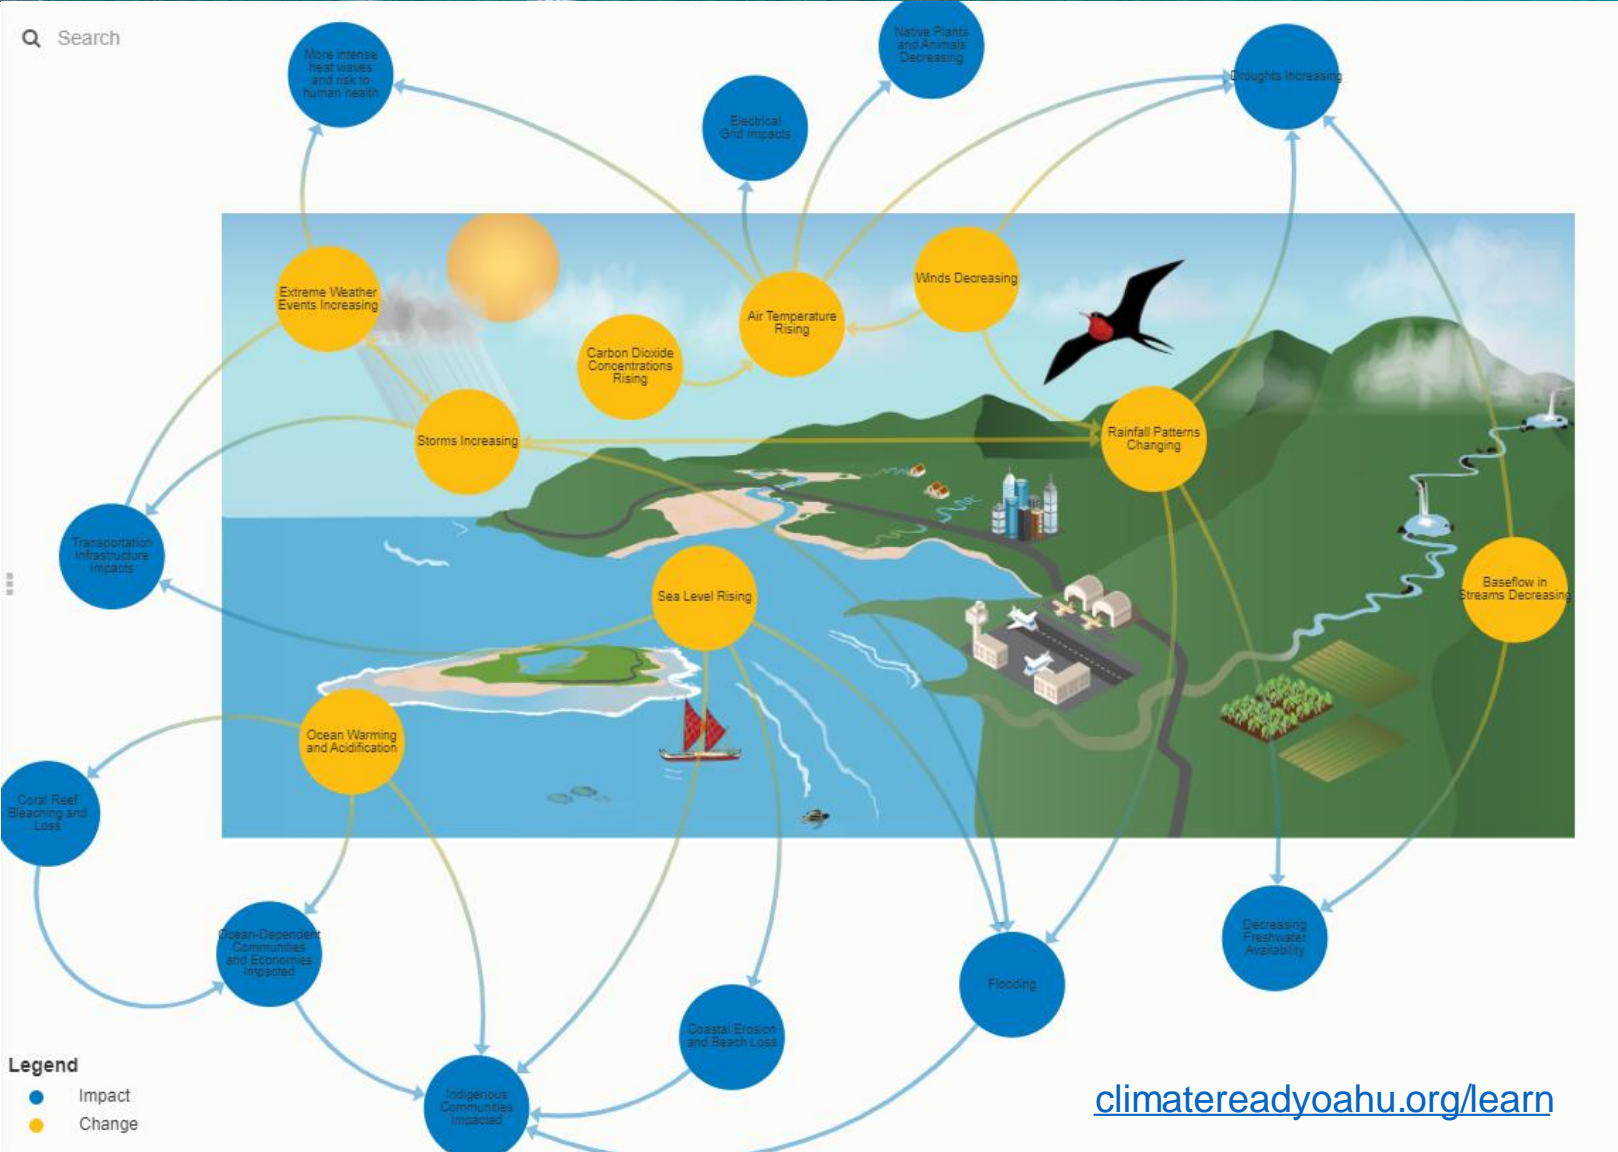 Search
More intense
heat waves
and risk to
human health
Native Plants
and Animals
Decreasing
Droughts Increasing
Electrical
Grid Impacts
Extreme Weather
Events Increasing
Winds Decreasing
Air Temperature
Rising
Carbon Dioxide
Concentrations
Rising
Storms Increasing
Rainfall Patterns
Changing
Transportation
Infrastructure
Impacts
Sea Level Rising
Baseflow in
Streams Decreasing
Ocean Warming
and Acidification
Coral Reef
Bleaching and
Loss
Ocean-Dependent
Communities
and Economies
Impacted
Decreasing
Freshwater
Availability
Flooding
Coastal Erosion
and Beach Loss
Indigenous
Communities
Impacted
Legend
Impact
Change
climatereadyoahu.org/learn